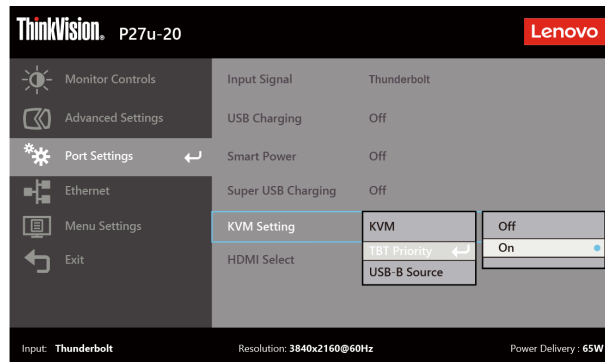 ThinkVision® P27u-20
Lenovo
Monitor Controls
Input Signal Thunderbolt
Advanced Settings
USB Charging Off
Port Settings
Smart Power Off
Ethernet
Super USB Charging Off
Menu Settings
KVM Setting KVM Off
TBT Priority On
Exit
HDMI Select
USB-B Source
Input: Thunderbolt Resolution: 3840x2160@60Hz Power Delivery : 65W